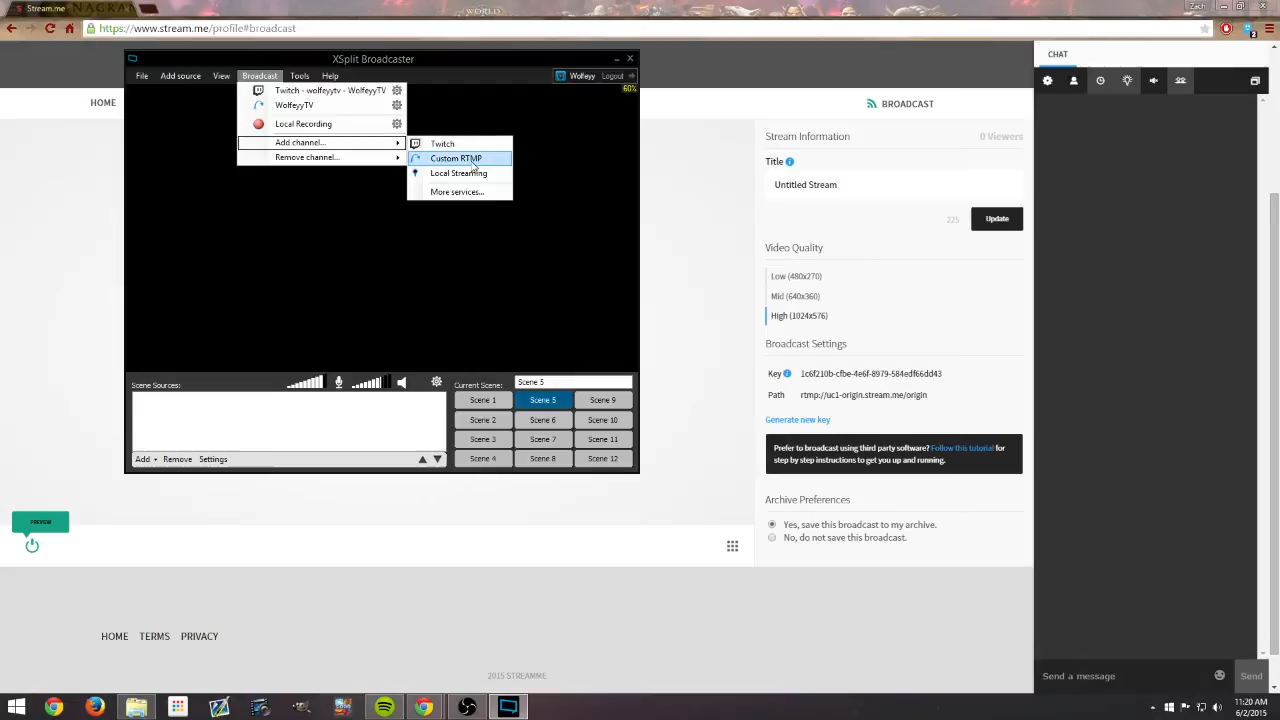 Stream.me
NAGRA
WORLD
Zach
https://www.stream.me/profile#broadcast
XSplit Broadcaster
File Add source View Broadcast Tools Help
Wolfeyy Logout
60%
Twitch - wolfeyytv - WolfeyyTV
WolfeyyTV
Local Recording
Add channel...
Remove channel...
Twitch
Custom RTMP
Local Streaming
More services...
Scene Sources:
Current Scene:
Scene 5
Scene 1 Scene 5 Scene 9
Scene 2 Scene 6 Scene 10
Scene 3 Scene 7 Scene 11
Scene 4 Scene 8 Scene 12
Add Remove Settings
HOME
BROADCAST
Stream Information 0 Viewers
Title
Untitled Stream
225 Update
Video Quality
Low (480x270)
Mid (640x360)
High (1024x576)
Broadcast Settings
Key 1c6f210b-cfbe-4e6f-8979-584edf66dd43
Path rtmp://uc1-origin.stream.me/origin
Generate new key
Prefer to broadcast using third party software? Follow this tutorial for
step by step instructions to get you up and running.
Archive Preferences
Yes, save this broadcast to my archive.
No, do not save this broadcast.
PREVIEW
HOME TERMS PRIVACY
2015 STREAMME
CHAT
Send a message Send
11:20 AM
6/2/2015